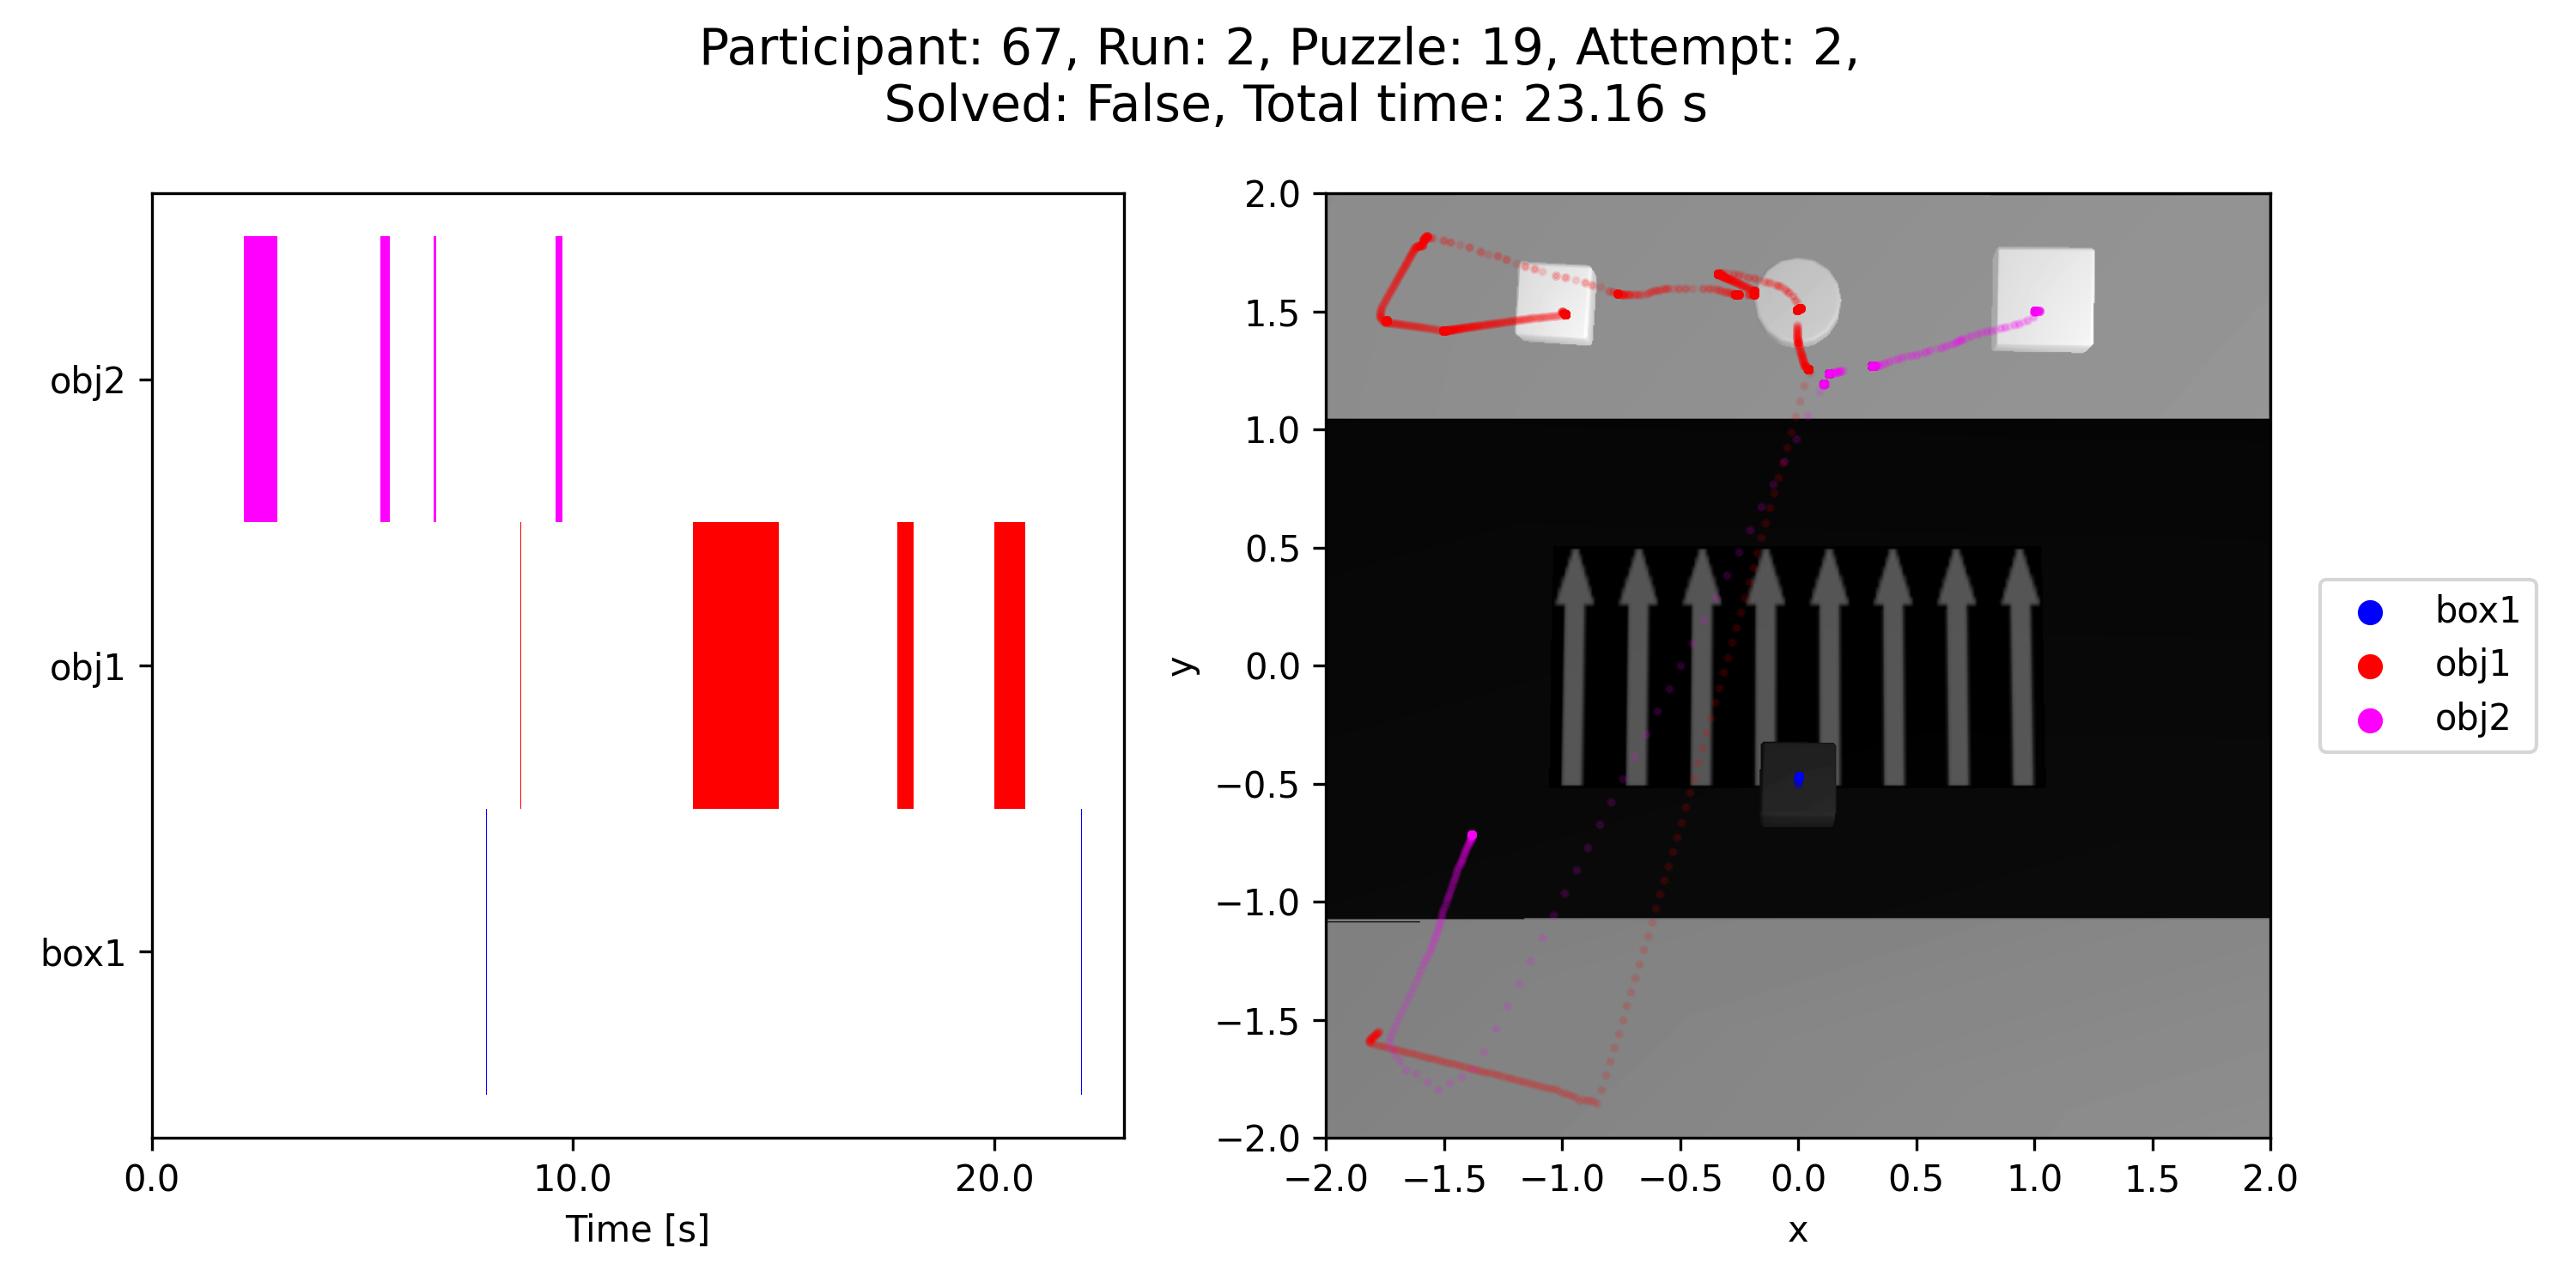 Participant: 67, Run: 2, Puzzle: 19, Attempt: 2,
Solved: False, Total time: 23.16 s
obj2
obj1
box1
0.0
10.0
20.0
Time [s]
y
2.0
1.5
1.0
0.5
0.0
−0.5
−1.0
−1.5
−2.0
−2.0
−1.5
−1.0
−0.5
0.0
0.5
1.0
1.5
2.0
x
box1
obj1
obj2